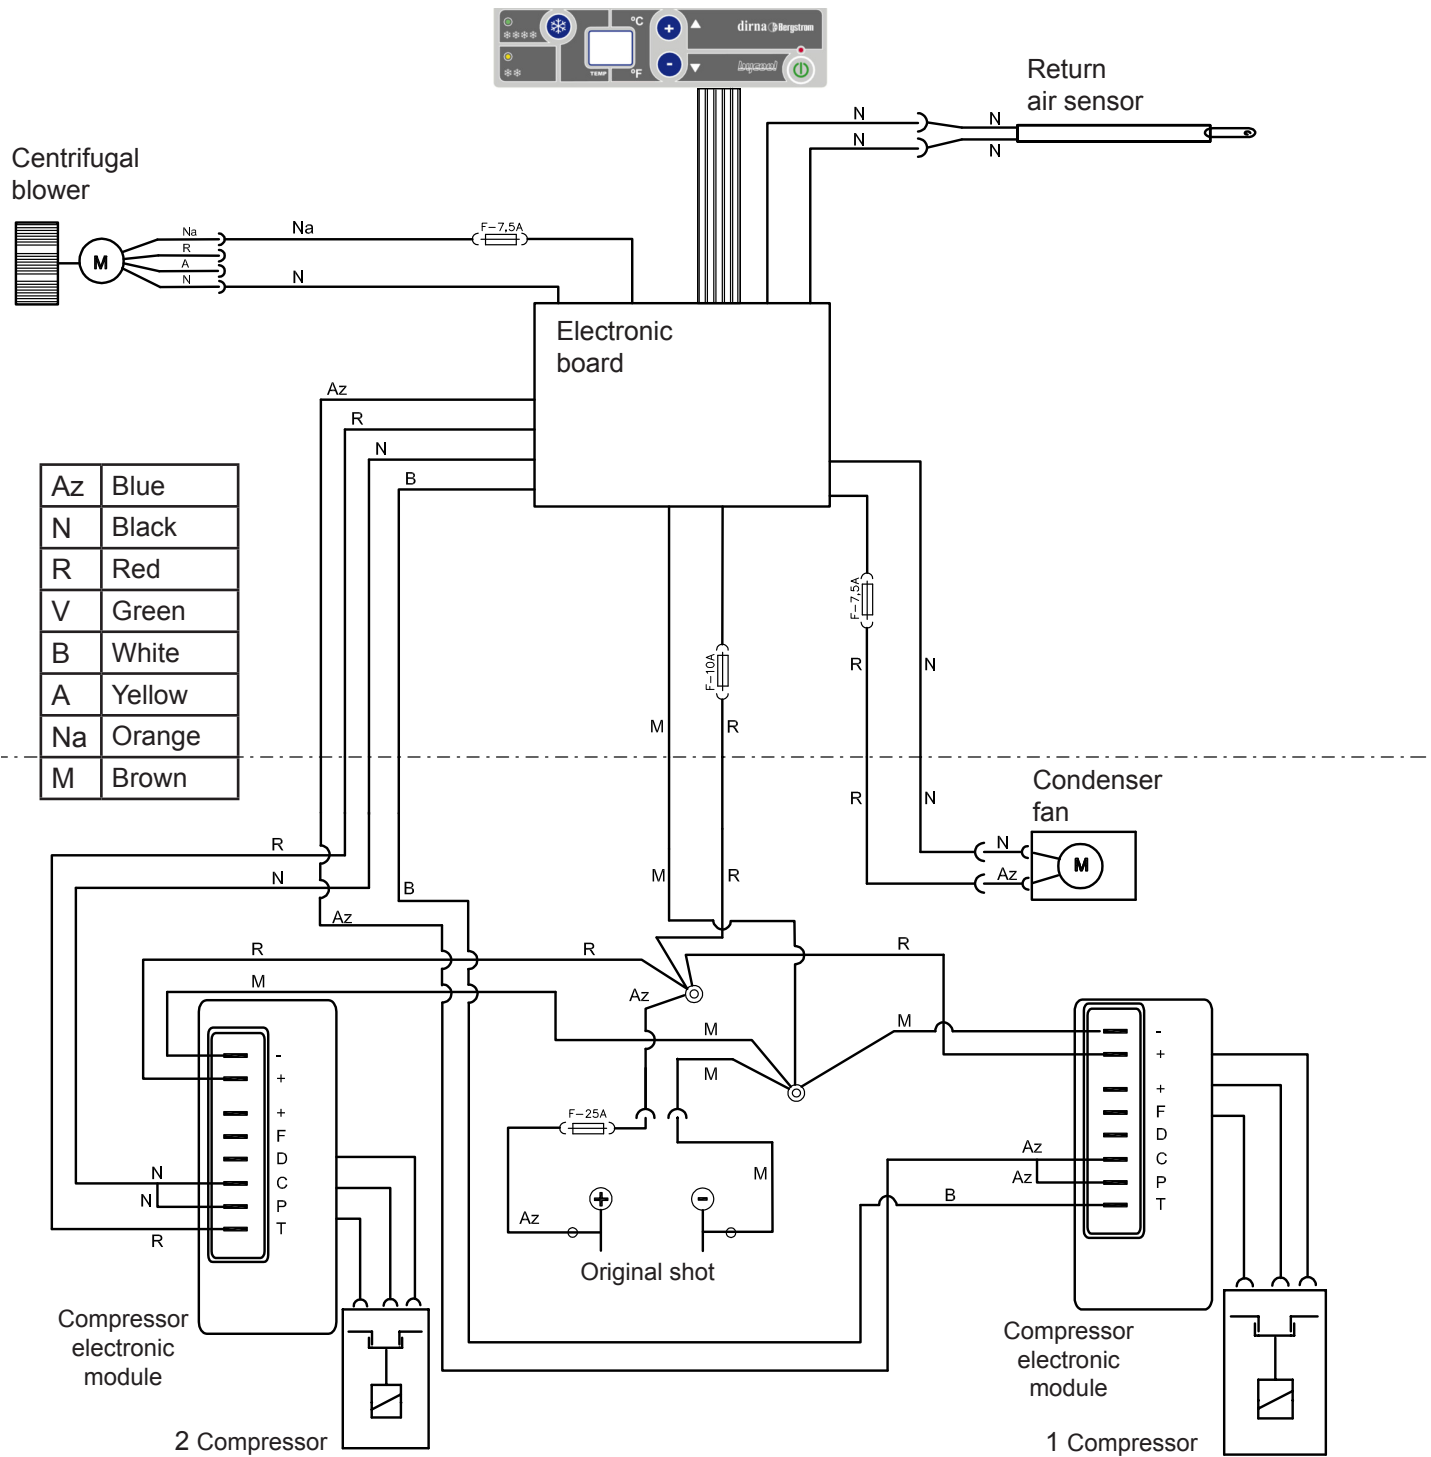 °C
dirna Bergstrom
TEMP
°F
bycool
Return
air sensor
N
N
N
N
Centrifugal
blower
Na
R
A
N
M
Na
N
F-7,5A
Electronic
board
Az
R
N
B
Az Blue
N Black
R Red
V Green
B White
A Yellow
Na Orange
M Brown
F-7,5A
F-10A
R
N
M
R
R
N
Condenser
fan
N
Az
M
R
N
B
Az
M
R
R
M
R
Az
R
M
M
M
-
+
+
F
D
C
P
T
N
N
R
F-25A
Az
M
+
-
Original shot
-
+
+
F
D
C
P
T
Az
Az
B
Compressor
electronic
module
2 Compressor
Compressor
electronic
module
1 Compressor